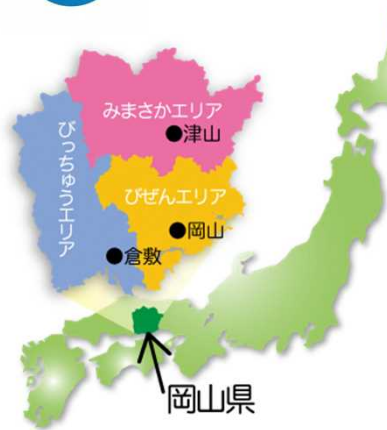 みまさかエリア
●津山
びっちゅうエリア
びぜんエリア
●岡山
●倉敷
岡山県